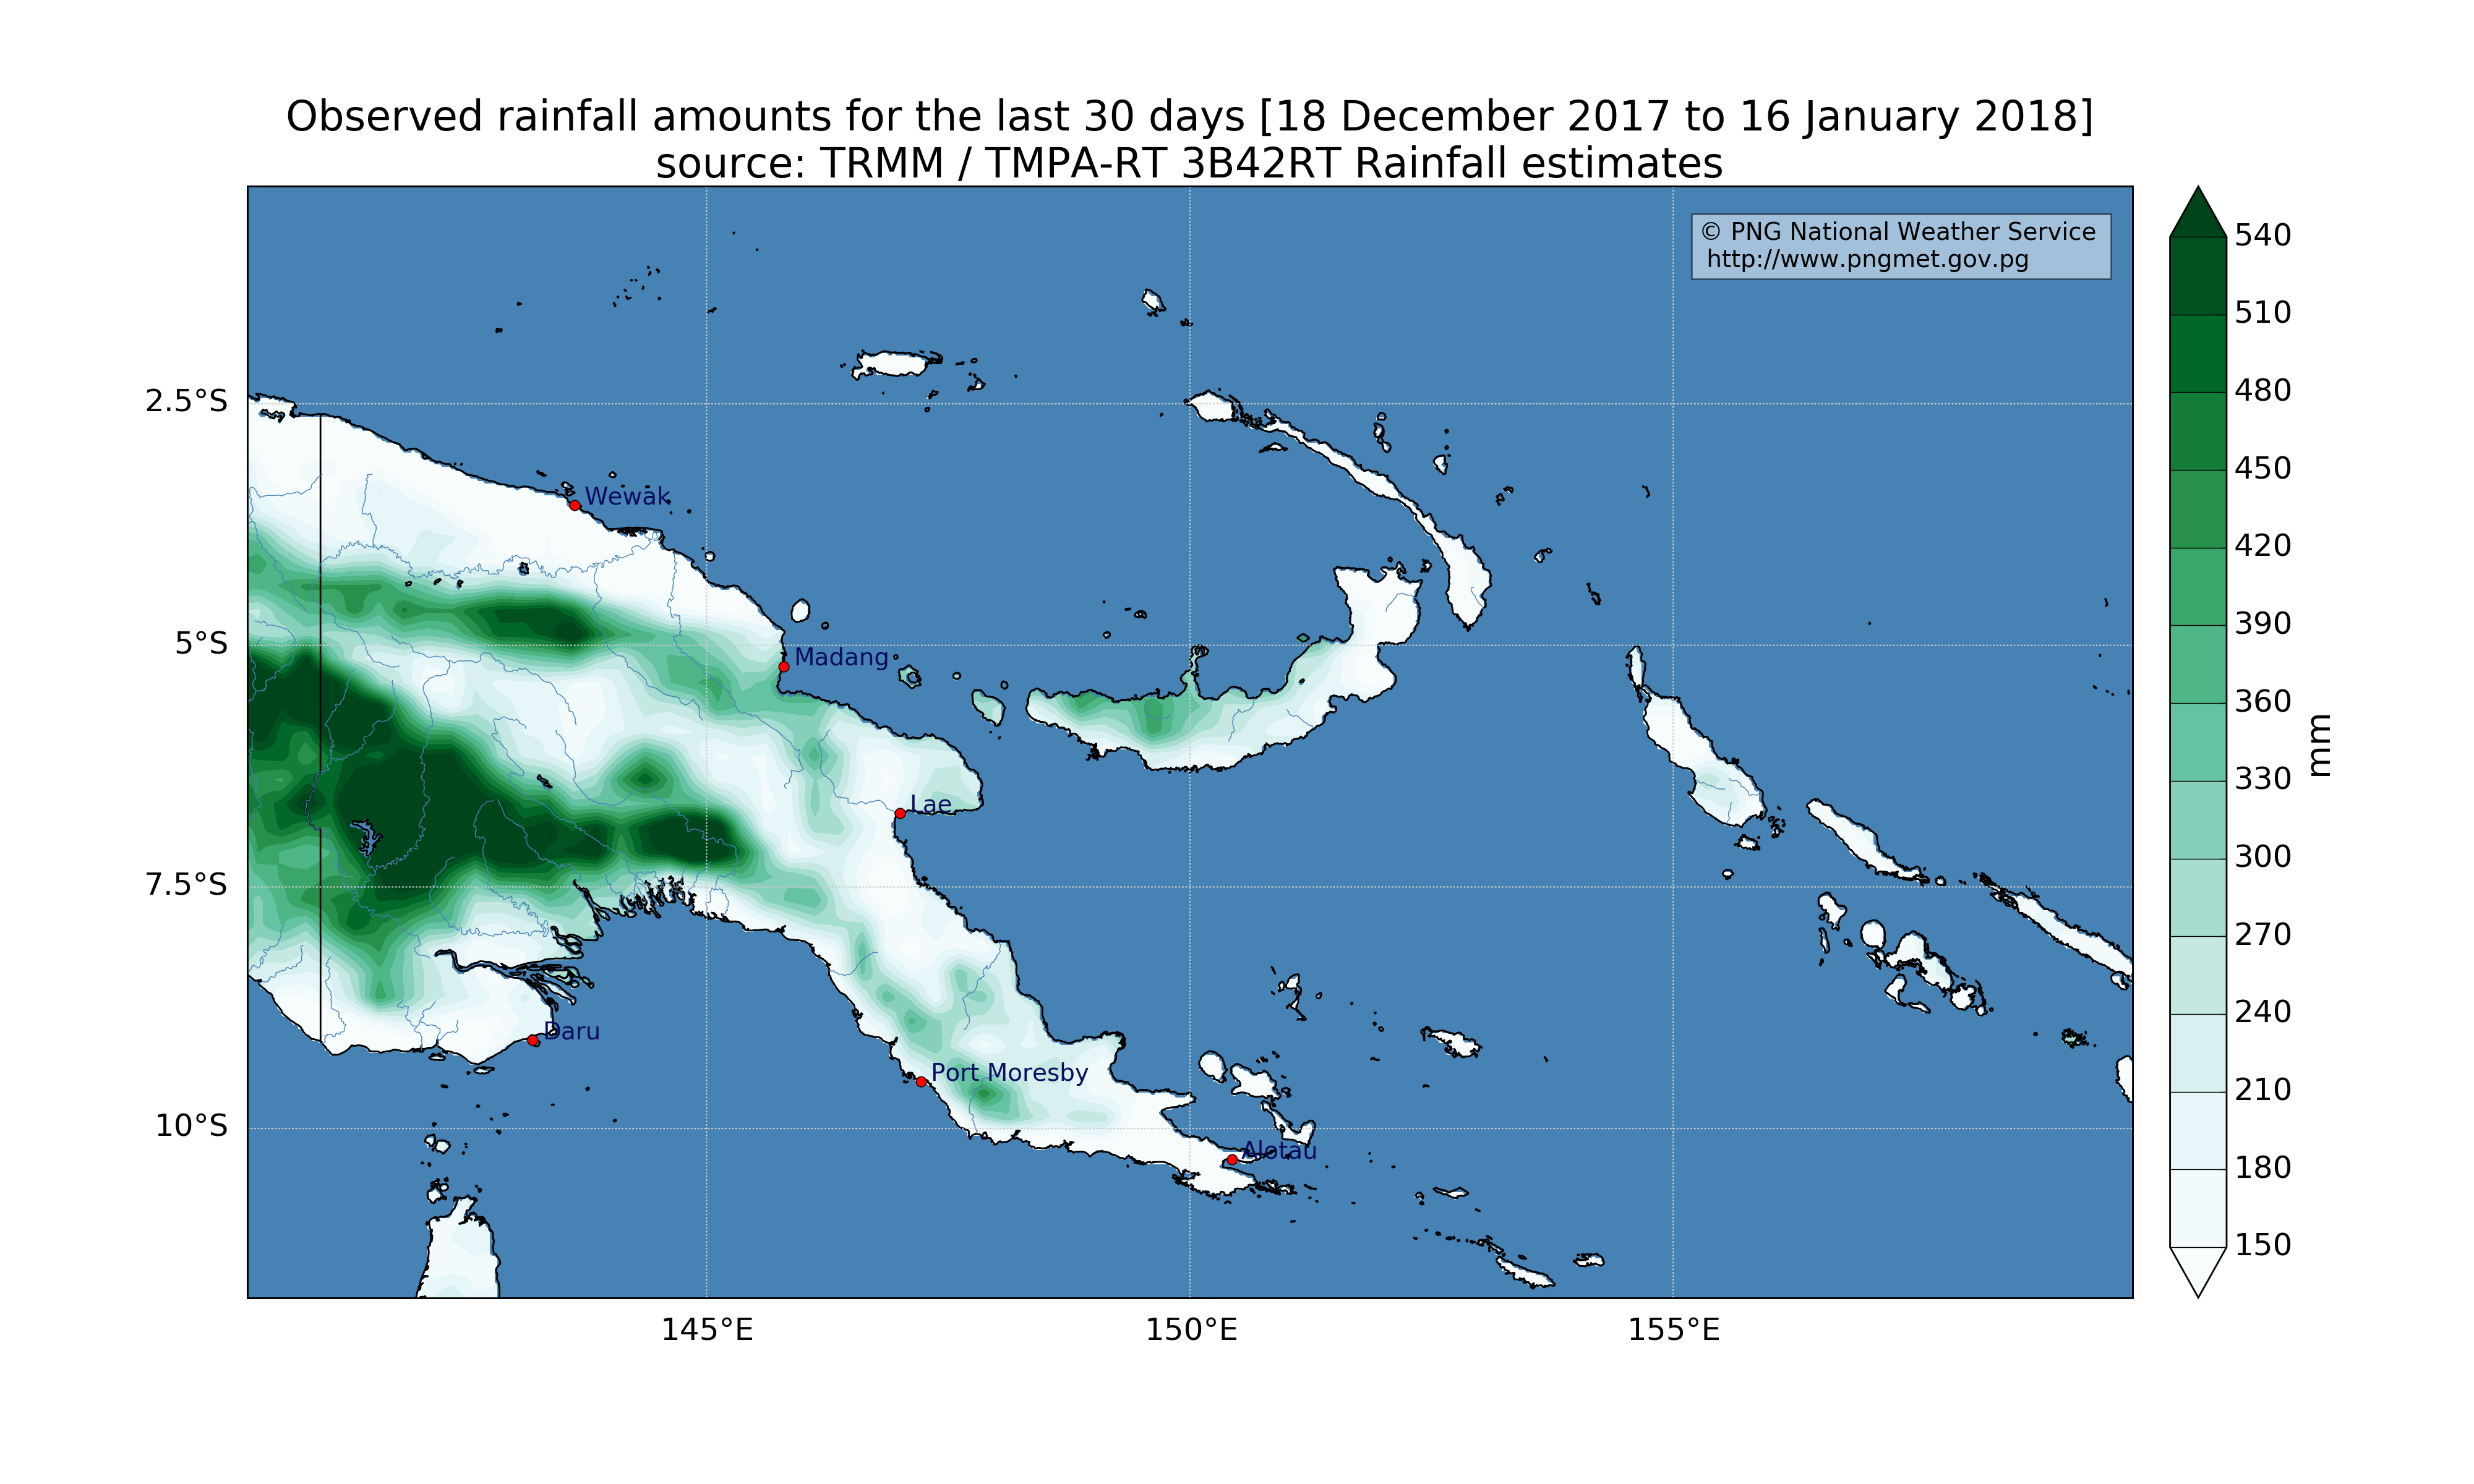 Observed rainfall amounts for the last 30 days [18 December 2017 to 16 January 2018]
source: TRMM / TMPA-RT 3B42RT Rainfall estimates
© PNG National Weather Service
http://www.pngmet.gov.pg
540
510
480
450
420
390
360
330
300
270
240
210
180
150
mm
2.5°S
5°S
7.5°S
10°S
Wewak
Madang
Lae
Daru
Port Moresby
Alotau
145°E
150°E
155°E